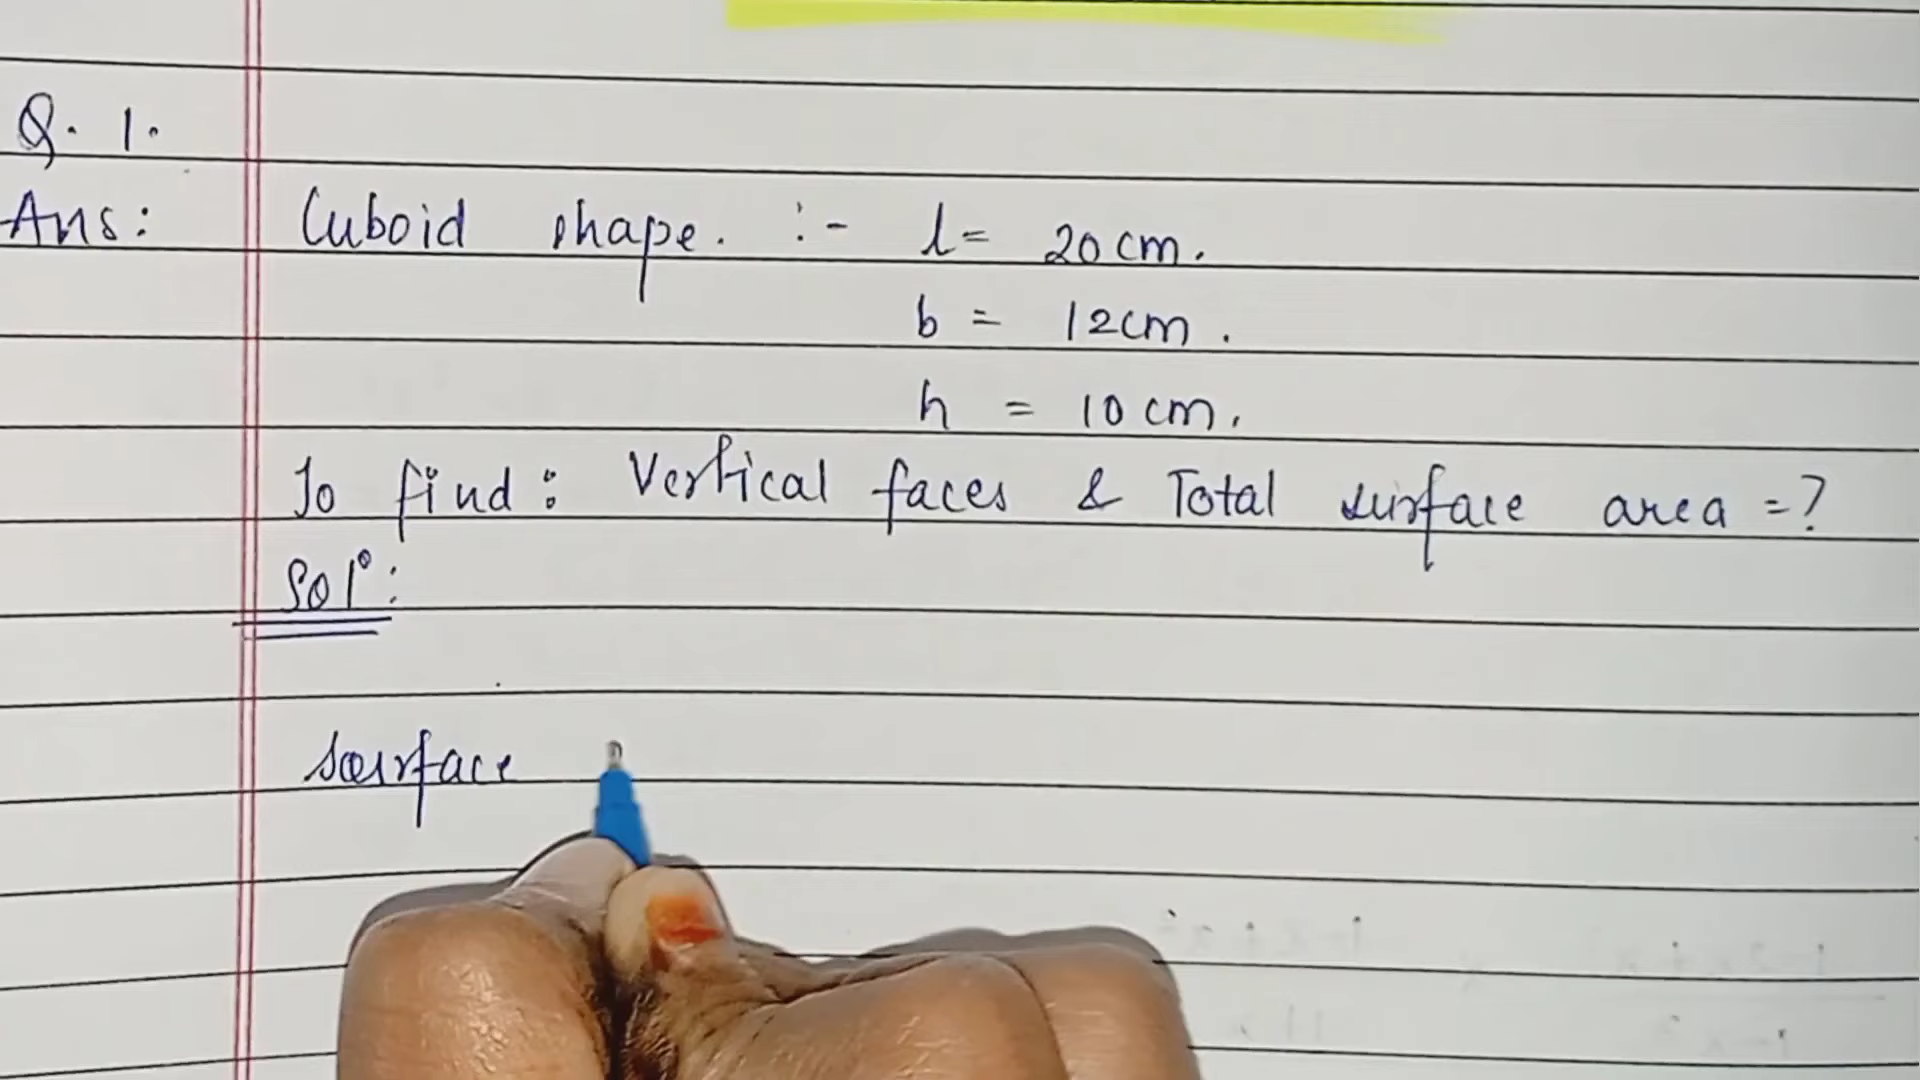 Q. 1.
Ans: Cuboid shape. :- l = 20 cm.
b = 12cm.
h = 10 cm.
To find: Vertical faces & Total surface area = ?
Sol°:
surface